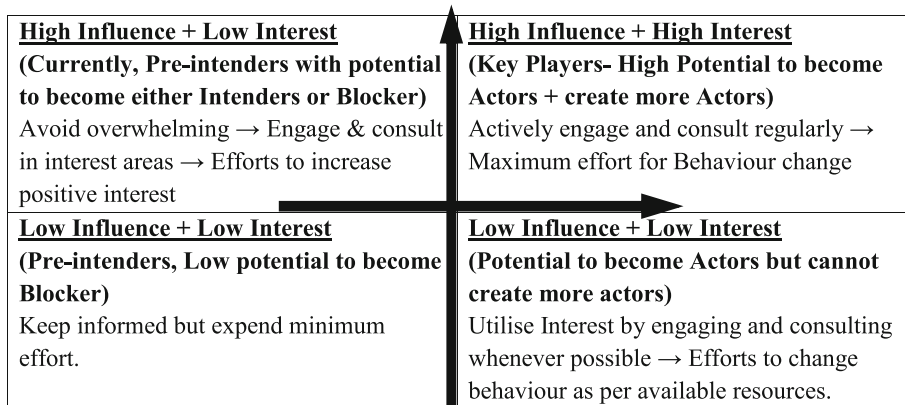 High Influence + Low Interest
(Currently, Pre-intenders with potential
to become either Intenders or Blocker)
Avoid overwhelming → Engage & consult
in interest areas → Efforts to increase
positive interest
High Influence + High Interest
(Key Players- High Potential to become
Actors + create more Actors)
Actively engage and consult regularly →
Maximum effort for Behaviour change
Low Influence + Low Interest
(Pre-intenders, Low potential to become
Blocker)
Keep informed but expend minimum
effort.
Low Influence + Low Interest
(Potential to become Actors but cannot
create more actors)
Utilise Interest by engaging and consulting
whenever possible → Efforts to change
behaviour as per available resources.